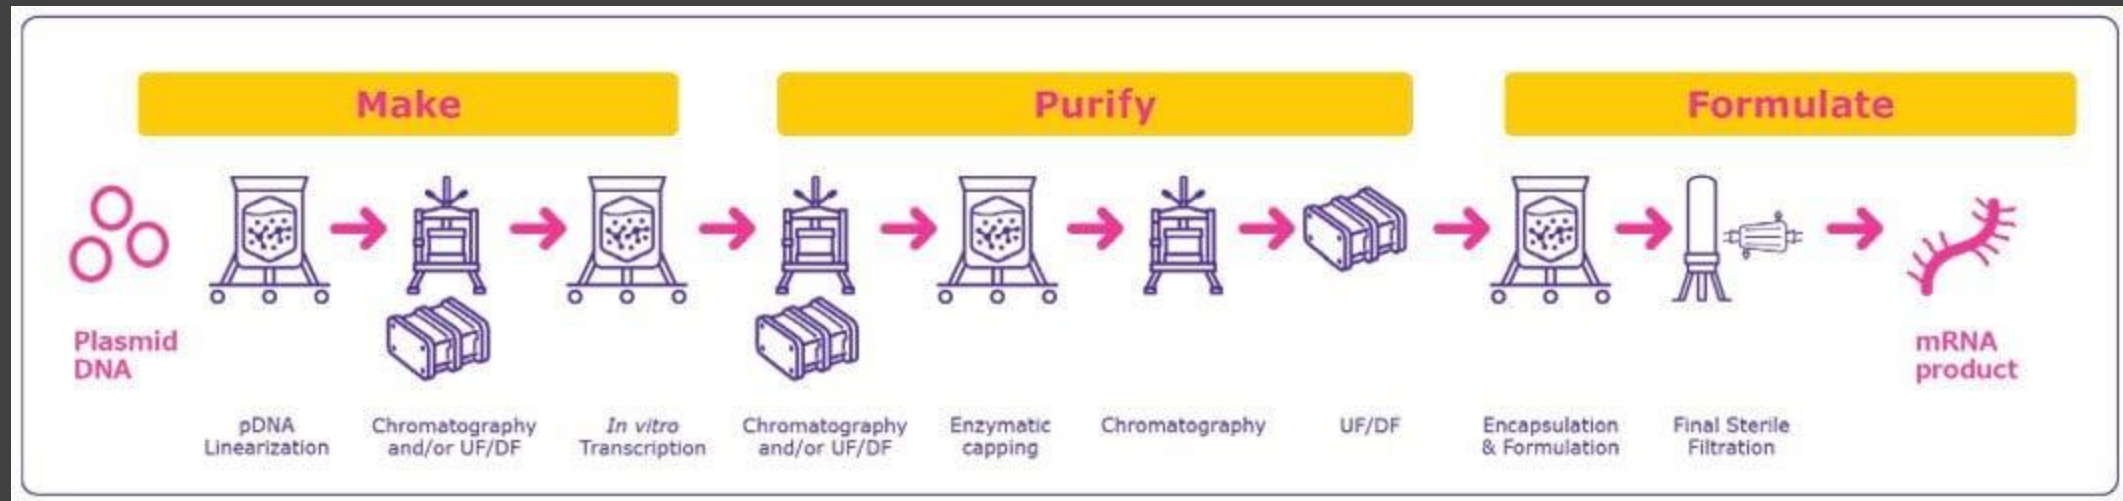 Make
Purify
Formulate
Plasmid
DNA
mRNA
product
pDNA
Linearization
Chromatography
and/or UF/DF
In vitro
Transcription
Chromatography
and/or UF/DF
Enzymatic
capping
Chromatography
UF/DF
Encapsulation
& Formulation
Final Sterile
Filtration